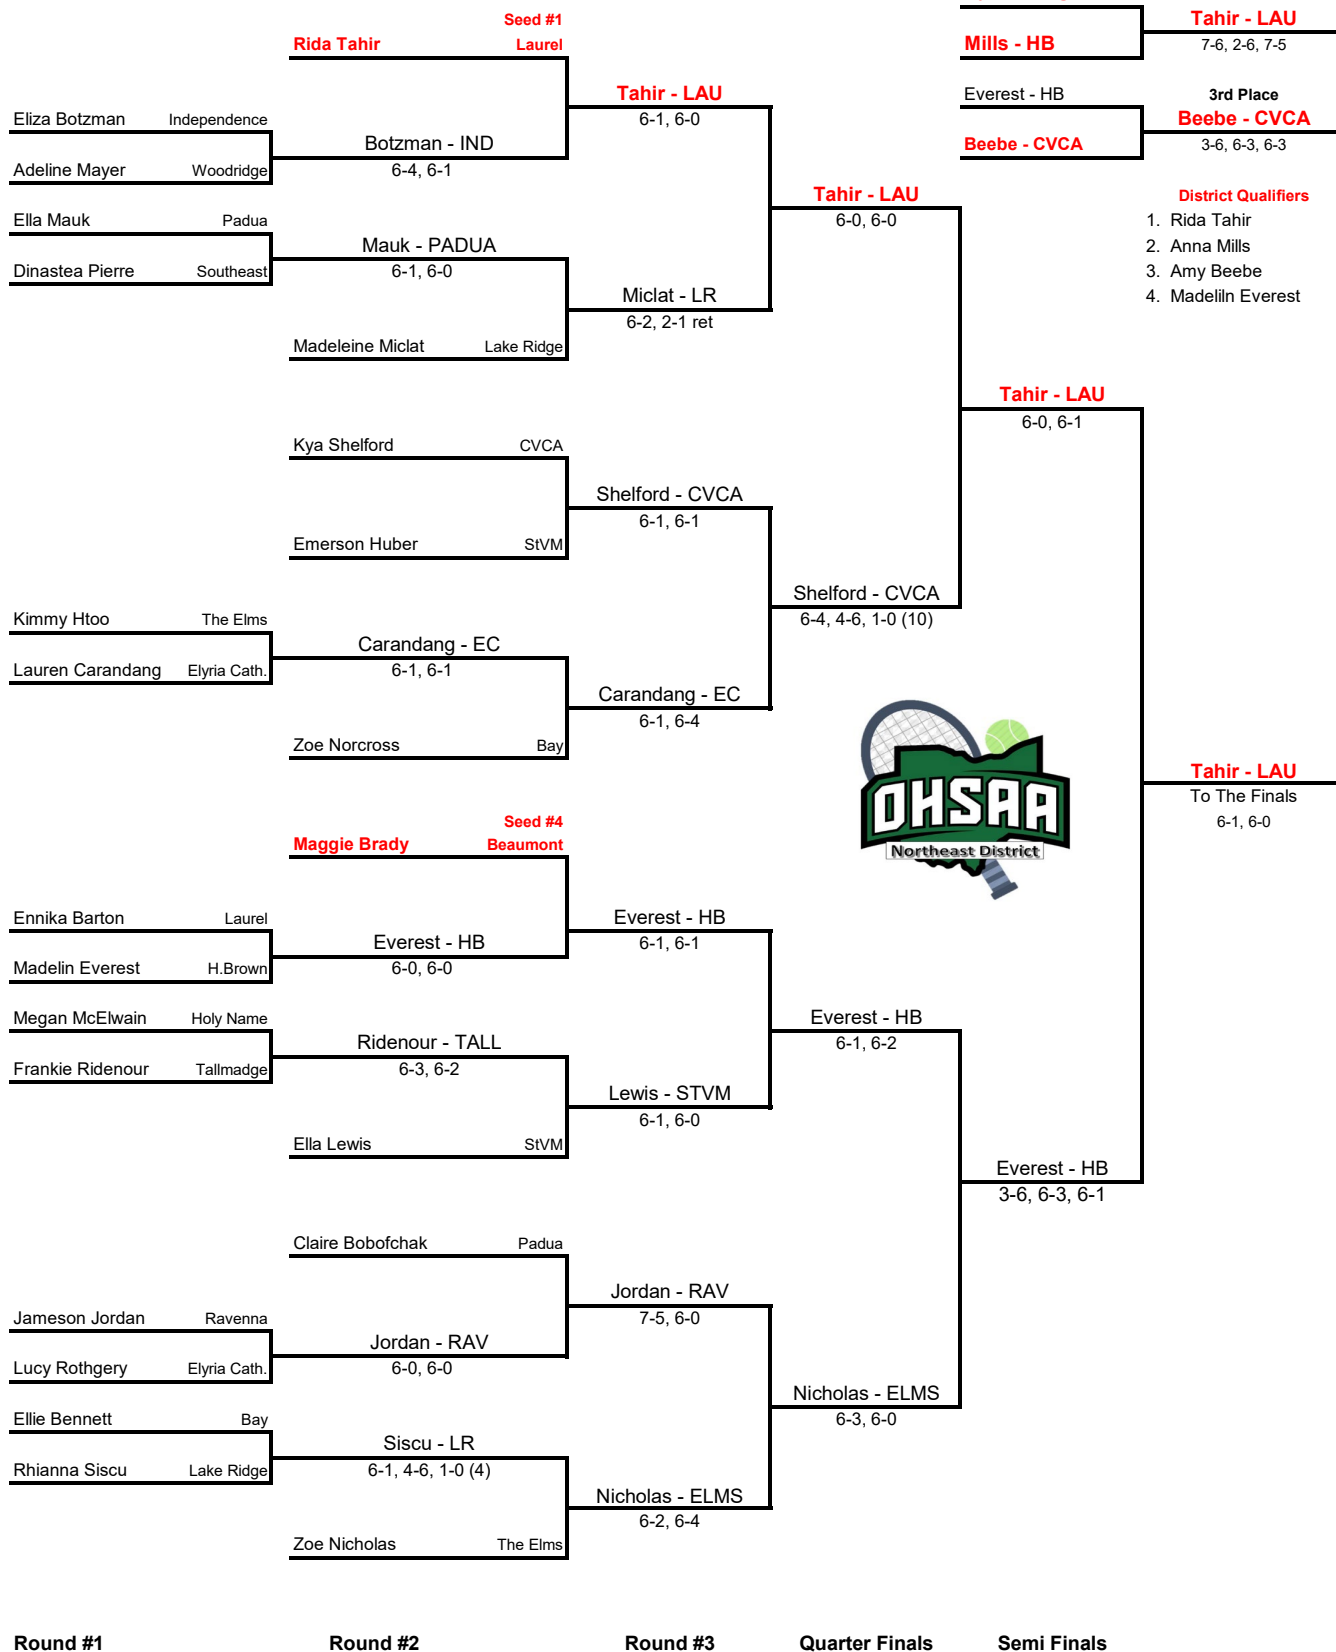 Seed #1
Rida Tahir Laurel
Tahir - LAU
6-1, 6-0
Eliza Botzman Independence
Botzman - IND
6-4, 6-1
Adeline Mayer Woodridge
Ella Mauk Padua
Mauk - PADUA
6-1, 6-0
Dinastea Pierre Southeast
Miclat - LR
6-2, 2-1 ret
Madeleine Miclat Lake Ridge
Tahir - LAU
6-0, 6-0
Kya Shelford CVCA
Shelford - CVCA
6-1, 6-1
Emerson Huber StVM
Shelford - CVCA
6-4, 4-6, 1-0 (10)
Kimmy Htoo The Elms
Carandang - EC
6-1, 6-1
Lauren Carandang Elyria Cath.
Carandang - EC
6-1, 6-4
Zoe Norcross Bay
Tahir - LAU
6-0, 6-1
Tahir - LAU
7-6, 2-6, 7-5
Mills - HB
Everest - HB
3rd Place
Beebe - CVCA
3-6, 6-3, 6-3
Beebe - CVCA
District Qualifiers
1. Rida Tahir
2. Anna Mills
3. Amy Beebe
4. Madeliln Everest
OHSAA
Northeast District
Tahir - LAU
To The Finals
6-1, 6-0
Seed #4
Maggie Brady Beaumont
Everest - HB
6-1, 6-1
Ennika Barton Laurel
Everest - HB
6-0, 6-0
Madelin Everest H.Brown
Megan McElwain Holy Name
Ridenour - TALL
6-3, 6-2
Frankie Ridenour Tallmadge
Lewis - STVM
6-1, 6-0
Ella Lewis StVM
Everest - HB
6-1, 6-2
Everest - HB
3-6, 6-3, 6-1
Claire Bobofchak Padua
Jordan - RAV
7-5, 6-0
Jameson Jordan Ravenna
Jordan - RAV
6-0, 6-0
Lucy Rothgery Elyria Cath.
Nicholas - ELMS
6-3, 6-0
Ellie Bennett Bay
Siscu - LR
6-1, 4-6, 1-0 (4)
Rhianna Siscu Lake Ridge
Nicholas - ELMS
6-2, 6-4
Zoe Nicholas The Elms
Round #1 Round #2 Round #3 Quarter Finals Semi Finals